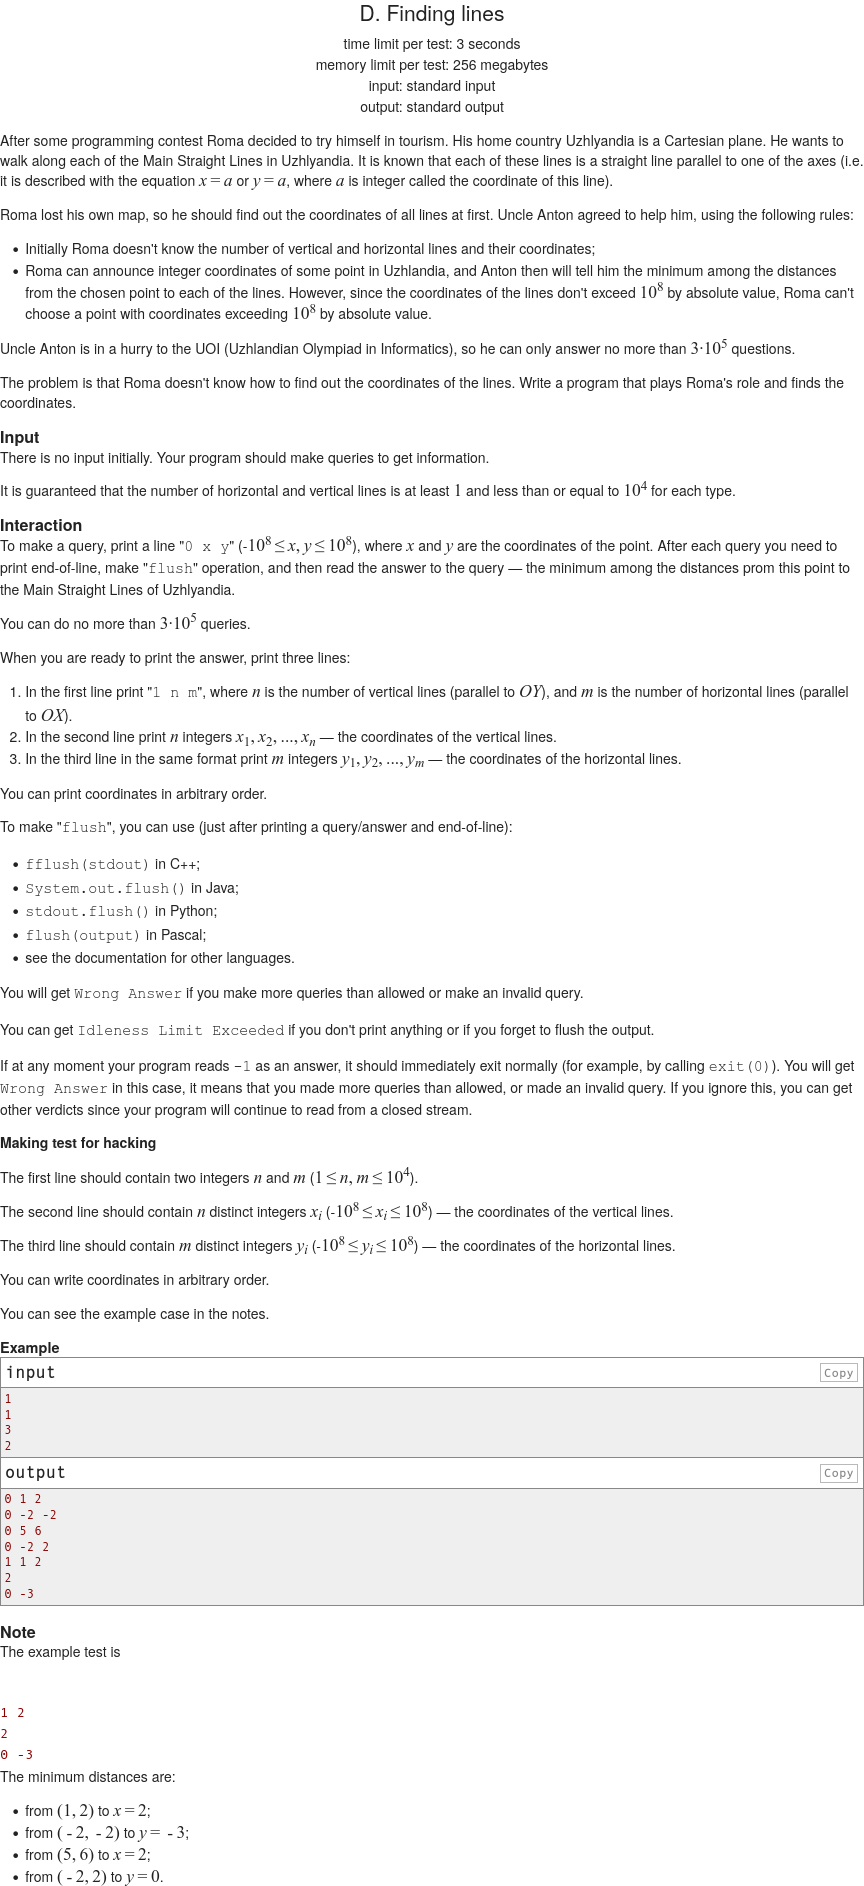 D. Finding lines
time limit per test: 3 seconds
memory limit per test: 256 megabytes
input: standard input
output: standard output
After some programming contest Roma decided to try himself in tourism. His home country Uzhlyandia is a Cartesian plane. He wants to
walk along each of the Main Straight Lines in Uzhlyandia. It is known that each of these lines is a straight line parallel to one of the axes (i.e.
it is described with the equation x = a or y = a, where a is integer called the coordinate of this line).
Roma lost his own map, so he should find out the coordinates of all lines at first. Uncle Anton agreed to help him, using the following rules:
• Initially Roma doesn't know the number of vertical and horizontal lines and their coordinates;
• Roma can announce integer coordinates of some point in Uzhlandia, and Anton then will tell him the minimum among the distances
from the chosen point to each of the lines. However, since the coordinates of the lines don't exceed 10^8 by absolute value, Roma can't
choose a point with coordinates exceeding 10^8 by absolute value.
Uncle Anton is in a hurry to the UOI (Uzhlandian Olympiad in Informatics), so he can only answer no more than 3·10^5 questions.
The problem is that Roma doesn't know how to find out the coordinates of the lines. Write a program that plays Roma's role and finds the
coordinates.
Input
There is no input initially. Your program should make queries to get information.
It is guaranteed that the number of horizontal and vertical lines is at least 1 and less than or equal to 10^4 for each type.
Interaction
To make a query, print a line "0 x y" (-10^8 ≤ x, y ≤ 10^8), where x and y are the coordinates of the point. After each query you need to
print end-of-line, make "flush" operation, and then read the answer to the query — the minimum among the distances prom this point to
the Main Straight Lines of Uzhlyandia.
You can do no more than 3·10^5 queries.
When you are ready to print the answer, print three lines:
1. In the first line print "1 n m", where n is the number of vertical lines (parallel to OY), and m is the number of horizontal lines (parallel
to OX).
2. In the second line print n integers x_1, x_2, ..., x_n — the coordinates of the vertical lines.
3. In the third line in the same format print m integers y_1, y_2, ..., y_m — the coordinates of the horizontal lines.
You can print coordinates in arbitrary order.
To make "flush", you can use (just after printing a query/answer and end-of-line):
• fflush(stdout) in C++;
• System.out.flush() in Java;
• stdout.flush() in Python;
• flush(output) in Pascal;
• see the documentation for other languages.
You will get Wrong Answer if you make more queries than allowed or make an invalid query.
You can get Idleness Limit Exceeded if you don't print anything or if you forget to flush the output.
If at any moment your program reads -1 as an answer, it should immediately exit normally (for example, by calling exit(0)). You will get
Wrong Answer in this case, it means that you made more queries than allowed, or made an invalid query. If you ignore this, you can get
other verdicts since your program will continue to read from a closed stream.
Making test for hacking
The first line should contain two integers n and m (1 ≤ n, m ≤ 10^4).
The second line should contain n distinct integers x_i (-10^8 ≤ x_i ≤ 10^8) — the coordinates of the vertical lines.
The third line should contain m distinct integers y_i (-10^8 ≤ y_i ≤ 10^8) — the coordinates of the horizontal lines.
You can write coordinates in arbitrary order.
You can see the example case in the notes.
Example
input
Copy
1
1
3
2
output
Copy
0 1 2
0 -2 -2
0 5 6
0 -2 2
1 1 2
2
0 -3
Note
The example test is
1 2
2
0 -3
The minimum distances are:
• from (1, 2) to x = 2;
• from ( - 2, - 2) to y = - 3;
• from (5, 6) to x = 2;
• from ( - 2, 2) to y = 0.